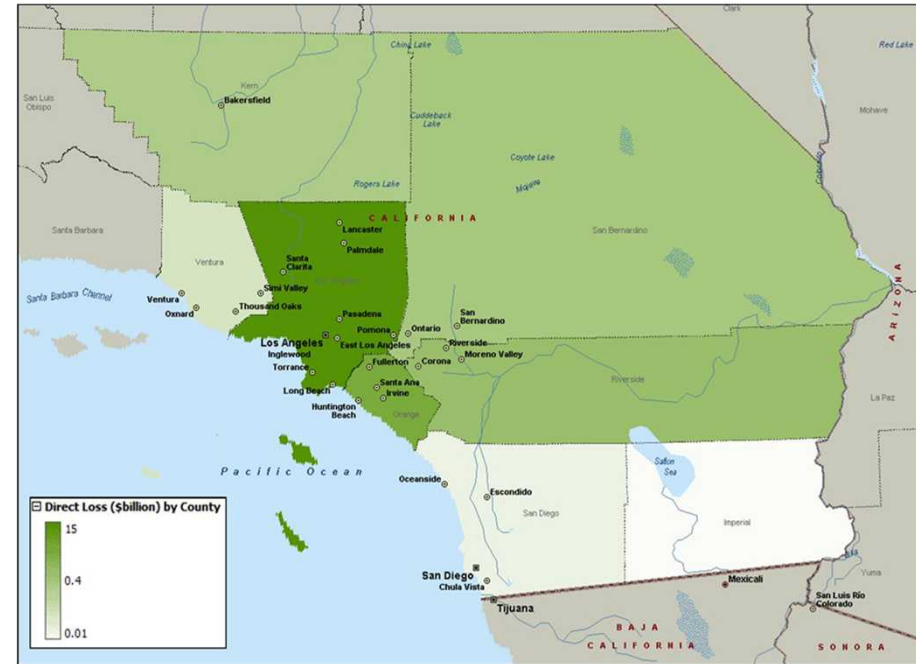 Clark
China Lake
Red Lake
Kern
San Luis
Obispo
Bakersfield
Mohave
Cuddeback
Lake
Coyote Lake
Mojave
Rogers Lake
Colorado
CALIFORNIA
Lancaster
Palmdale
Santa Barbara
San Bernardino
Ventura
Santa
Clarita
Los Angeles
Simi Valley
Santa Barbara Channel
Ventura
Oxnard
Thousand Oaks
Pasadena
San
Bernardino
ARIZONA
Pomona
Ontario
Los Angeles
East Los Angeles
Riverside
Inglewood
Fullerton
Corona
Moreno Valley
Torrance
Riverside
Santa Ana
La Paz
Long Beach
Irvine
Huntington
Beach
Orange
Pacific Ocean
Salton
Sea
Oceanside
Escondido
San Diego
Imperial
Direct Loss ($billion) by County
15
0.4
0.01
San Diego
Chula Vista
Mexicali
Yuma
Tijuana
San Luis Río
Colorado
BAJA
CALIFORNIA
SONORA